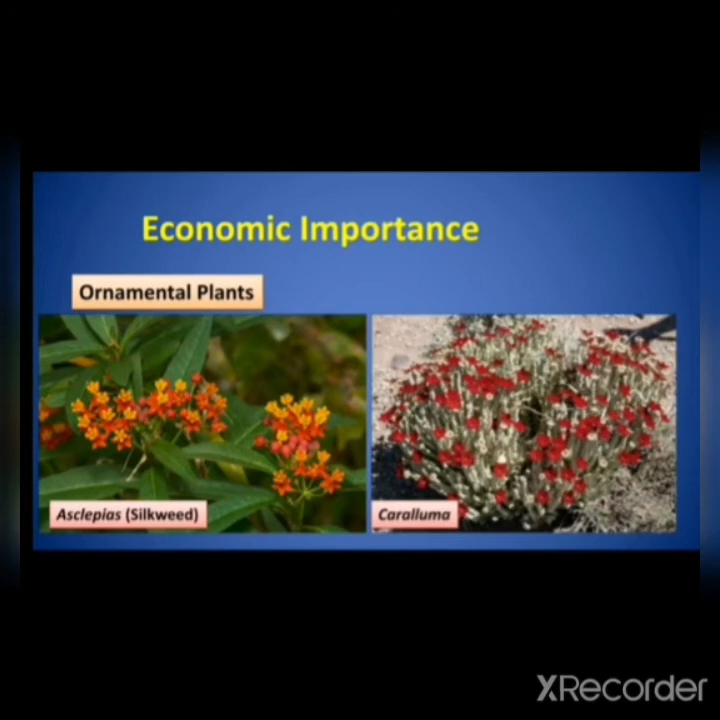 Economic Importance
Ornamental Plants
Asclepias (Silkweed)
Caralluma
XRecorder